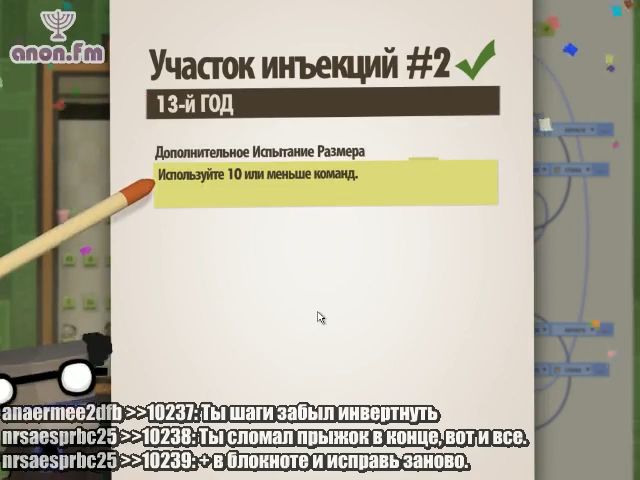 anon.fm
Участок инъекций #2
13-й ГОД
Дополнительное Испытание Размера
Используйте 10 или меньше команд.
anaermee2dfb >>10237: Ты шаги забыл инвертнуть
nrsaesprbc25 >>10238: Ты сломал прыжок в конце, вот и все.
nrsaesprbc25 >>10239: + в блокноте и исправь заново.